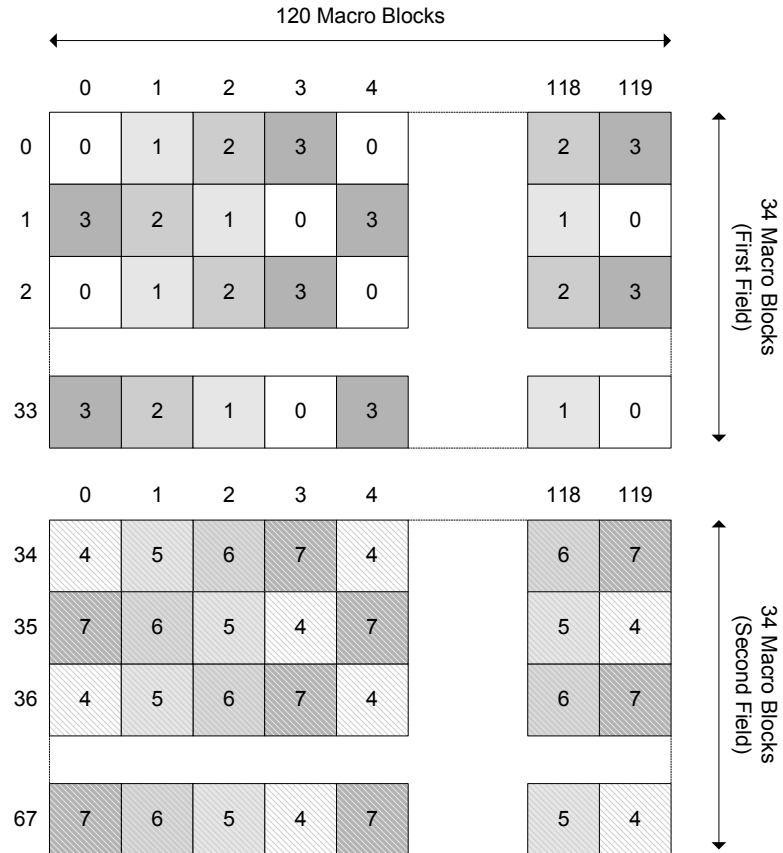 120 Macro Blocks
0 1 2 3 4 118 119
0 0 1 2 3 0 2 3
1 3 2 1 0 3 1 0
2 0 1 2 3 0 2 3
33 3 2 1 0 3 1 0
34 Macro Blocks
(First Field)
0 1 2 3 4 118 119
34 4 5 6 7 4 6 7
35 7 6 5 4 7 5 4
36 4 5 6 7 4 6 7
67 7 6 5 4 7 5 4
34 Macro Blocks
(Second Field)